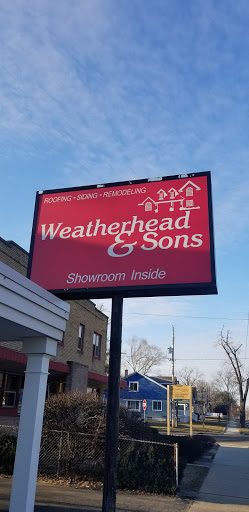 ROOFING - SIDING - REMODELING
Weatherhead
& Sons
Showroom Inside